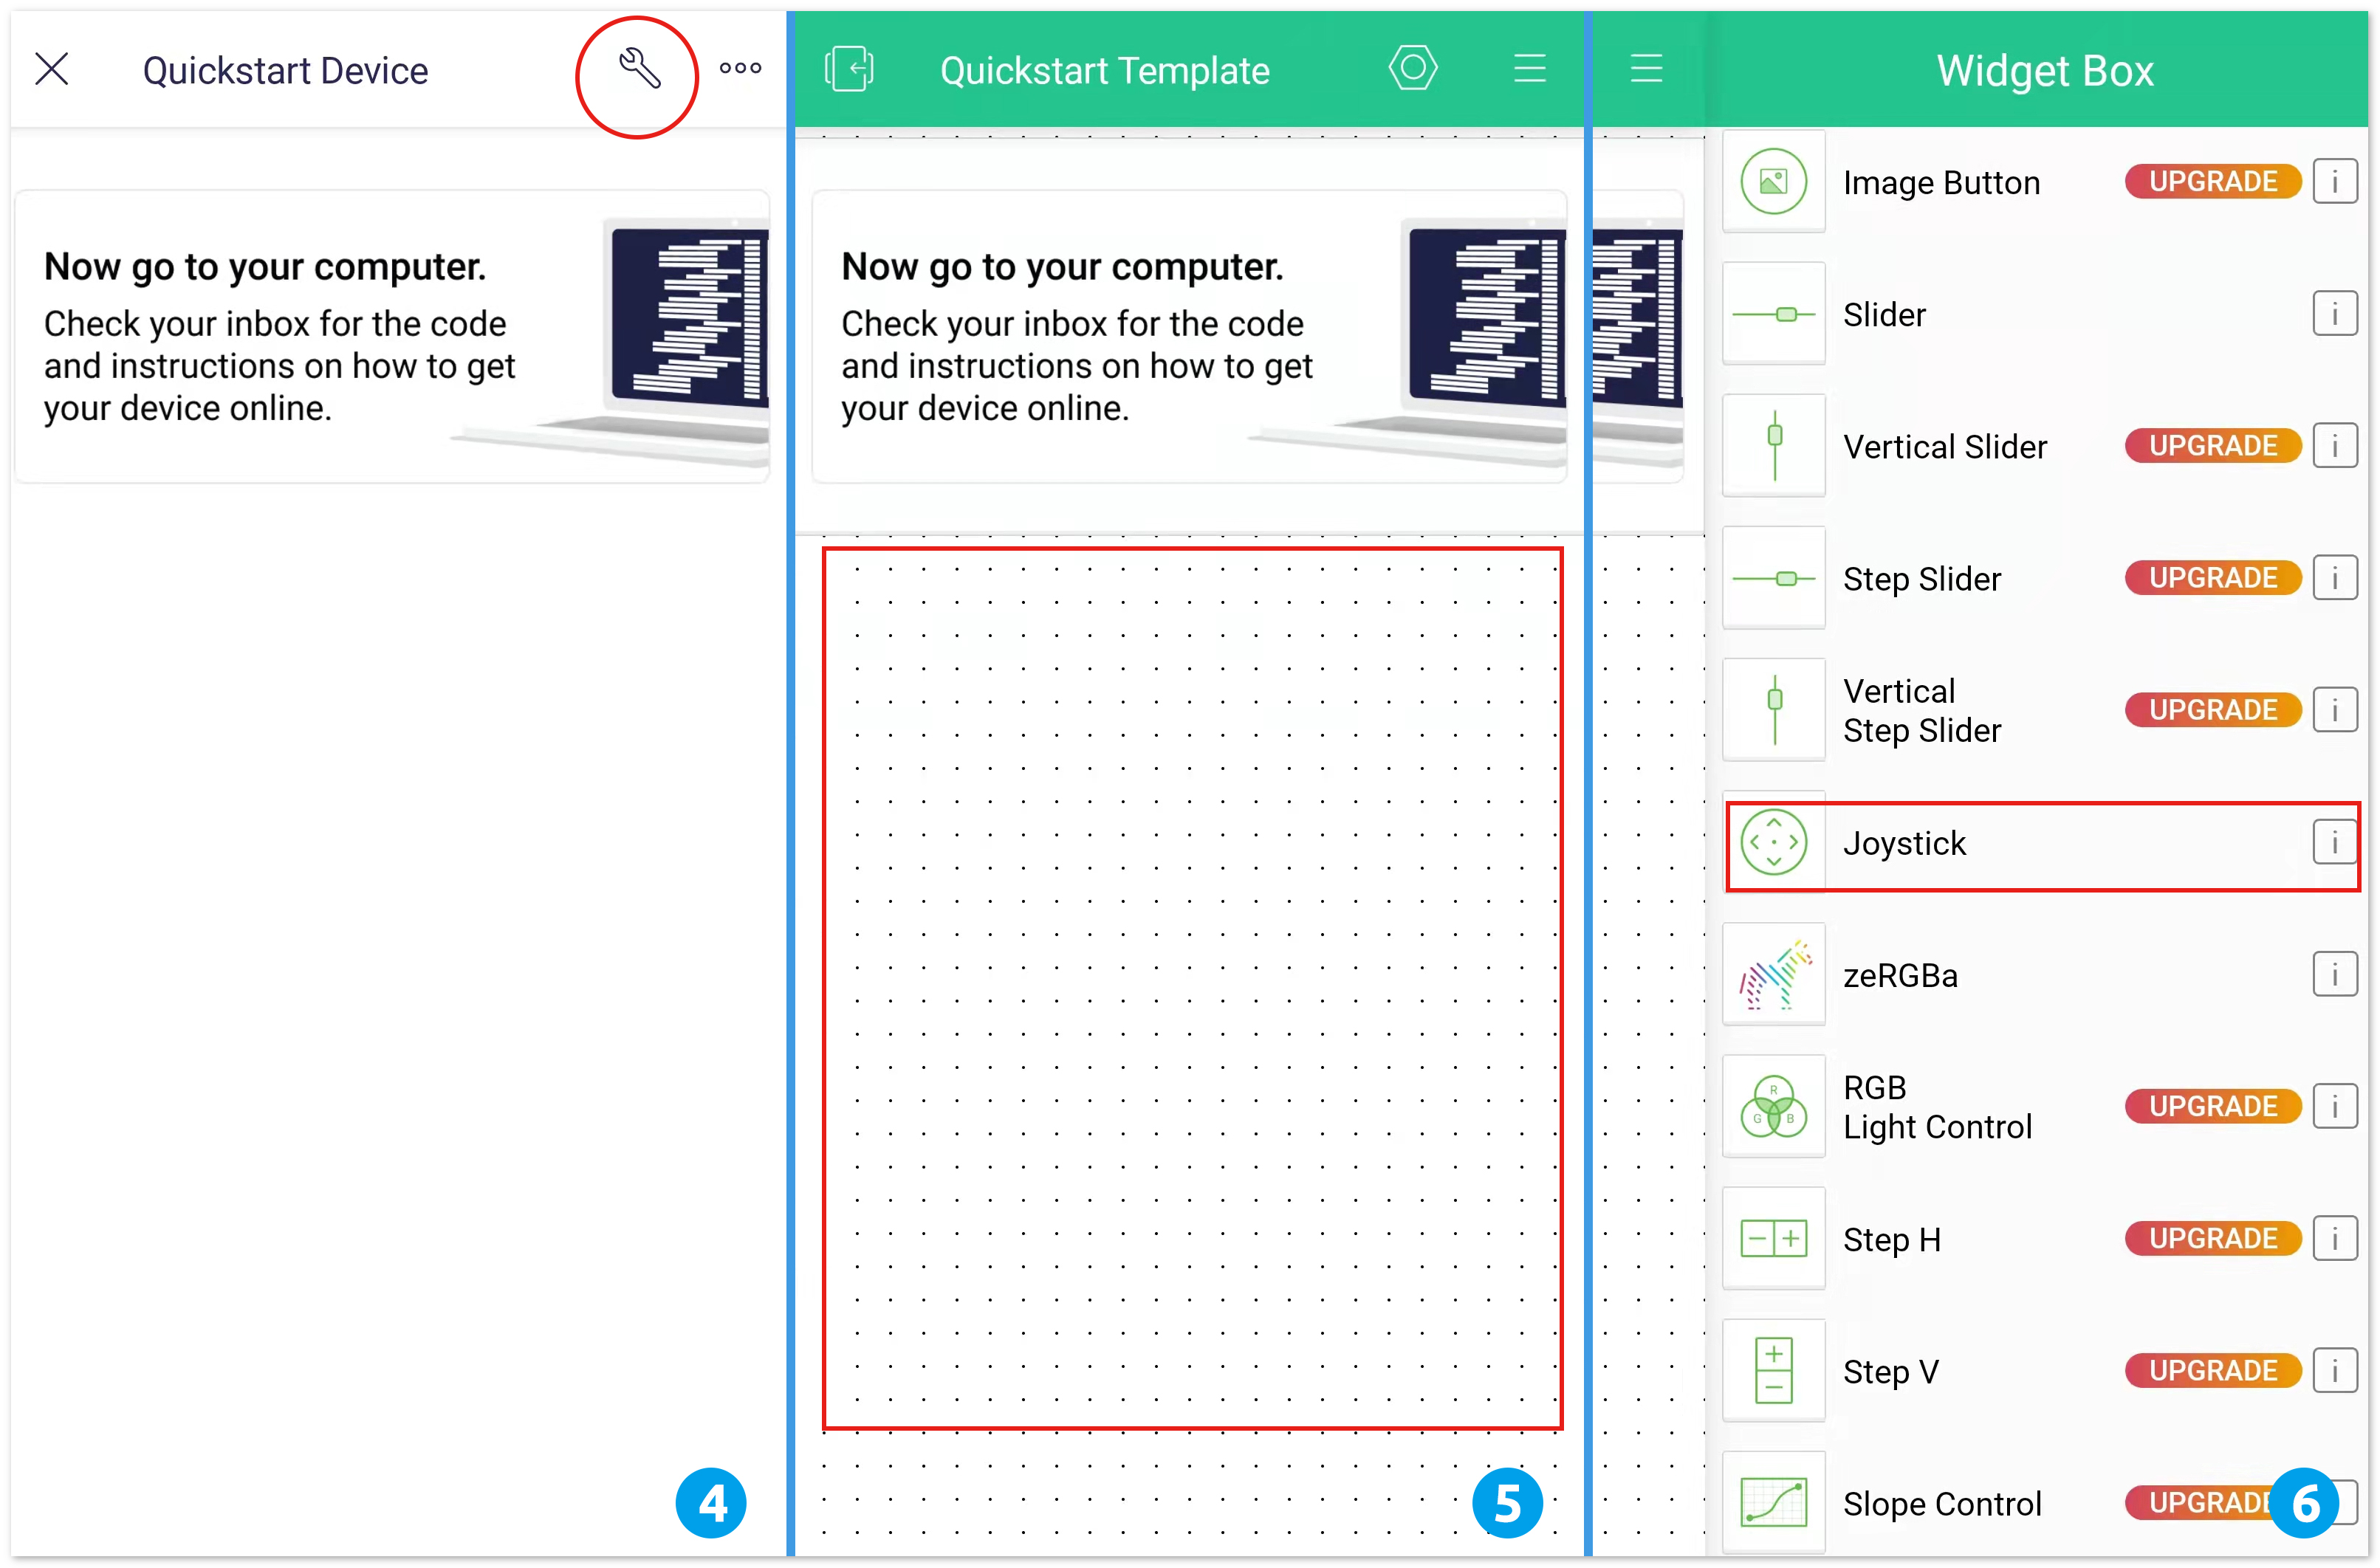 Quickstart Device
Now go to your computer.
Check your inbox for the code
and instructions on how to get
your device online.
4
Quickstart Template
Now go to your computer.
Check your inbox for the code
and instructions on how to get
your device online.
5
Widget Box
Image Button UPGRADE i
Slider i
Vertical Slider UPGRADE i
Step Slider UPGRADE i
Vertical
Step Slider UPGRADE i
Joystick i
zeRGBa i
R
G B
RGB
Light Control UPGRADE i
Step H UPGRADE i
Step V UPGRADE i
Slope Control UPGRADE
6